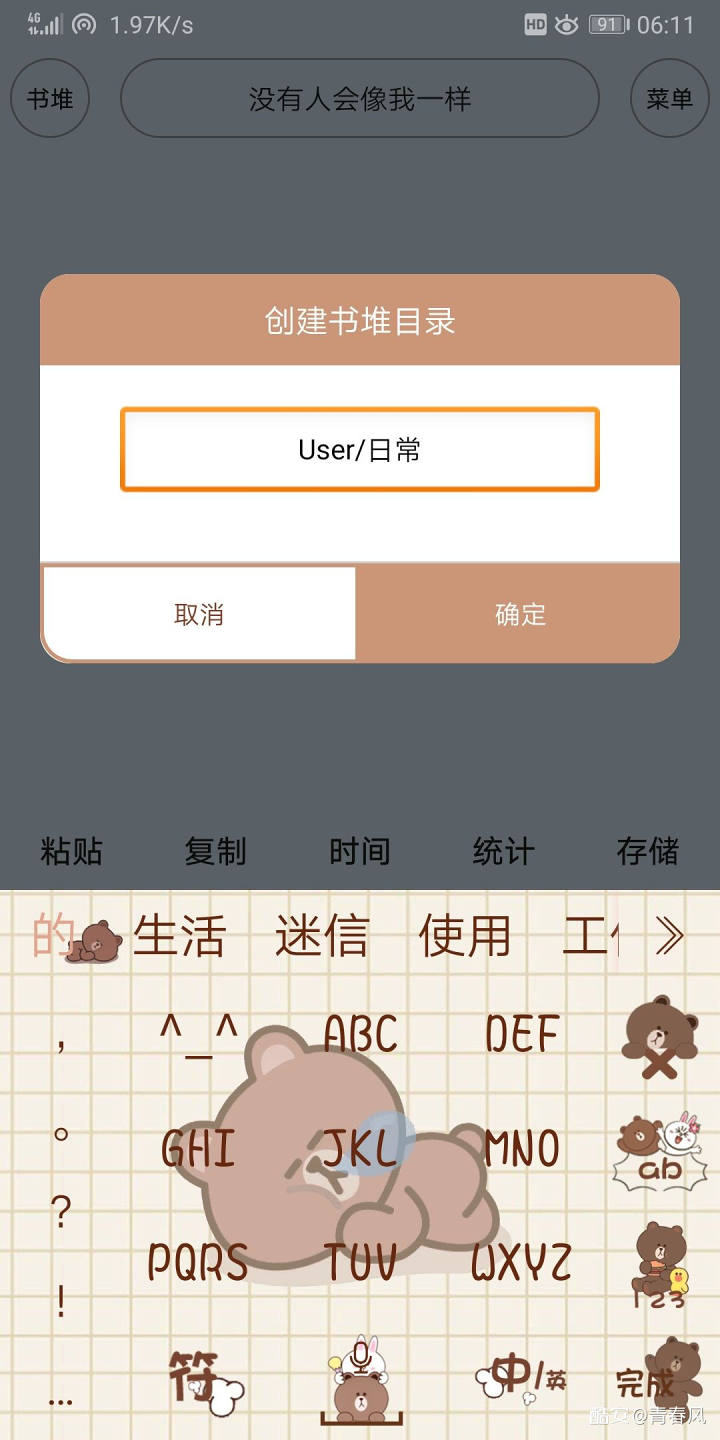 4G 1.97K/s HD 91 06:11
书堆 没有人会像我一样 菜单
创建书堆目录
User/日常
取消 确定
粘贴 复制 时间 统计 存储
的 生活 迷信 使用
, ^_^ ABC DEF
。 GHI JKL MNO ab
?
! PQRS TUV WXYZ 123
... 符 中/英 完成
酷安@青春风